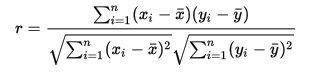 r = \frac{\sum_{i=1}^{n}(x_i - \bar{x})(y_i - \bar{y})}{\sqrt{\sum_{i=1}^{n}(x_i - \bar{x})^2}\sqrt{\sum_{i=1}^{n}(y_i - \bar{y})^2}}